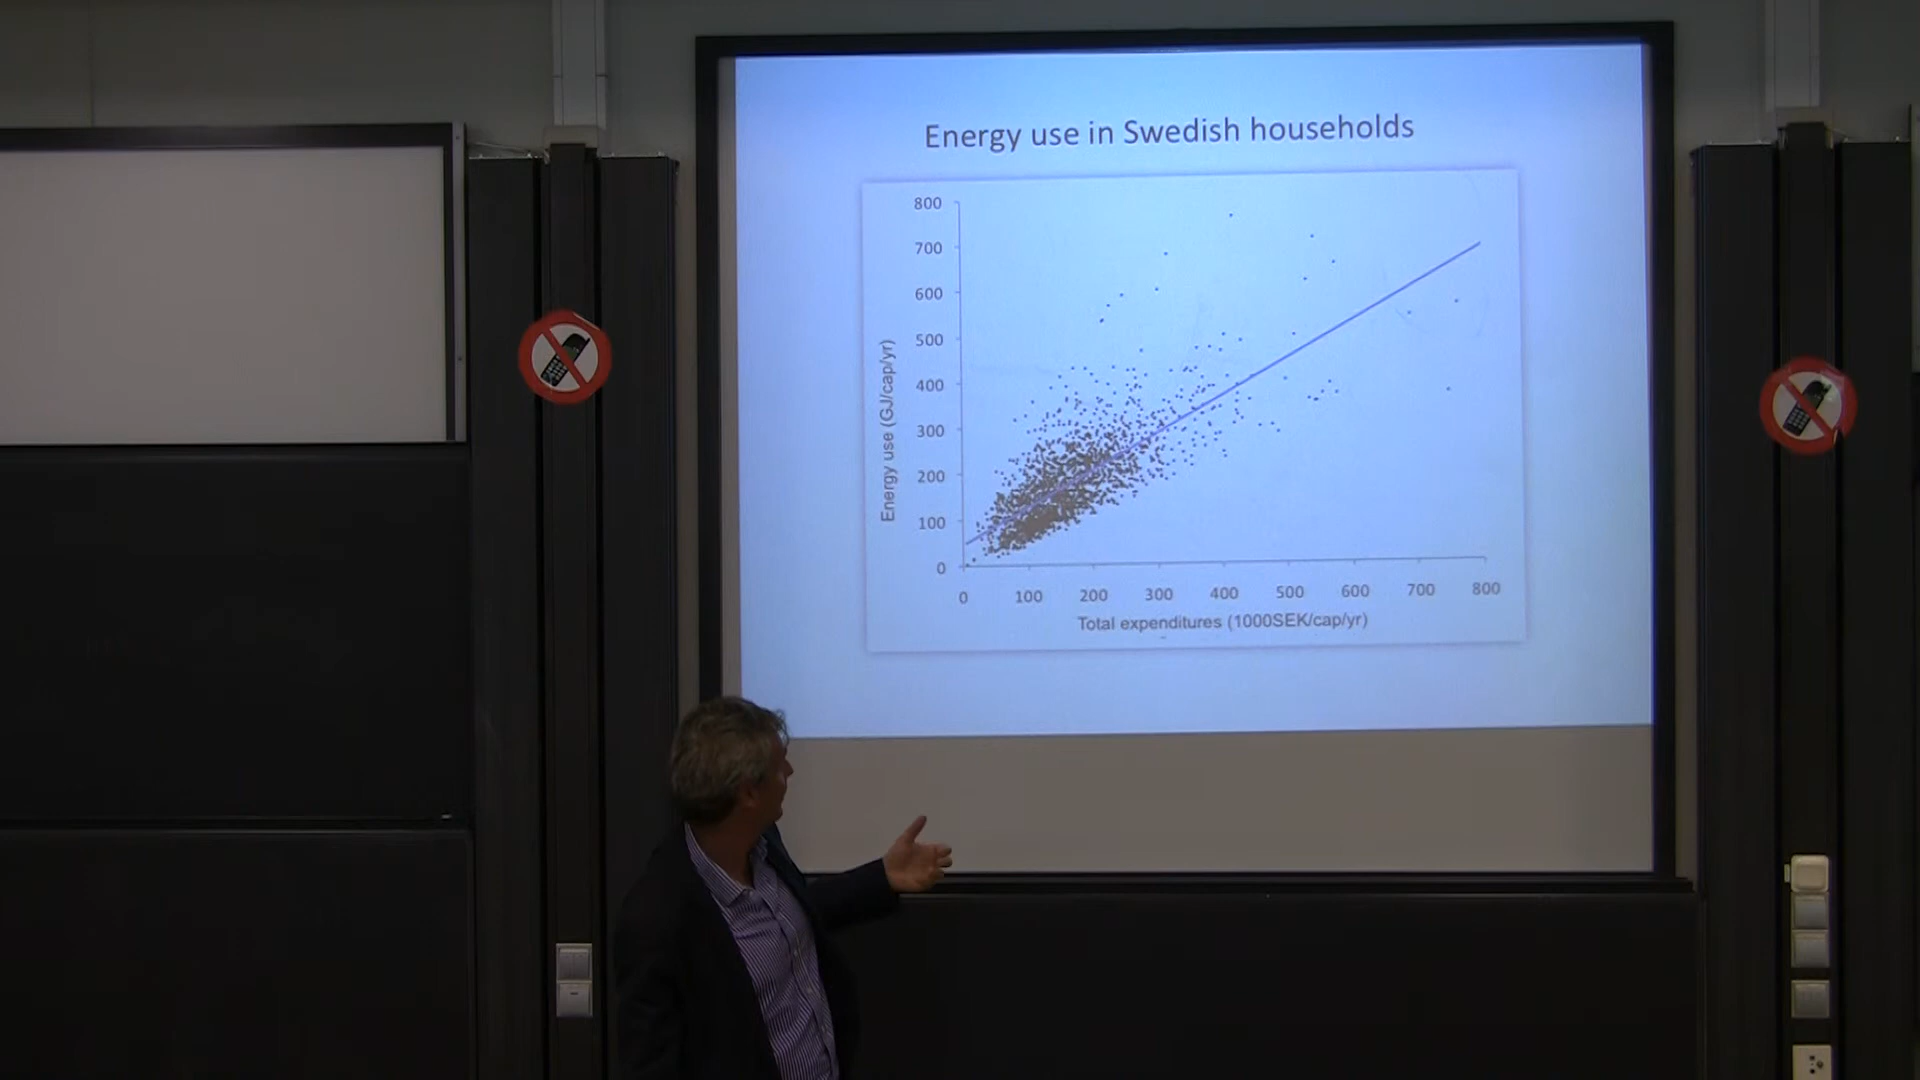 Energy use in Swedish households
800
700
600
500
400
300
200
100
0
Energy use (GJ/cap/yr)
0 100 200 300 400 500 600 700 800
Total expenditures (1000SEK/cap/yr)